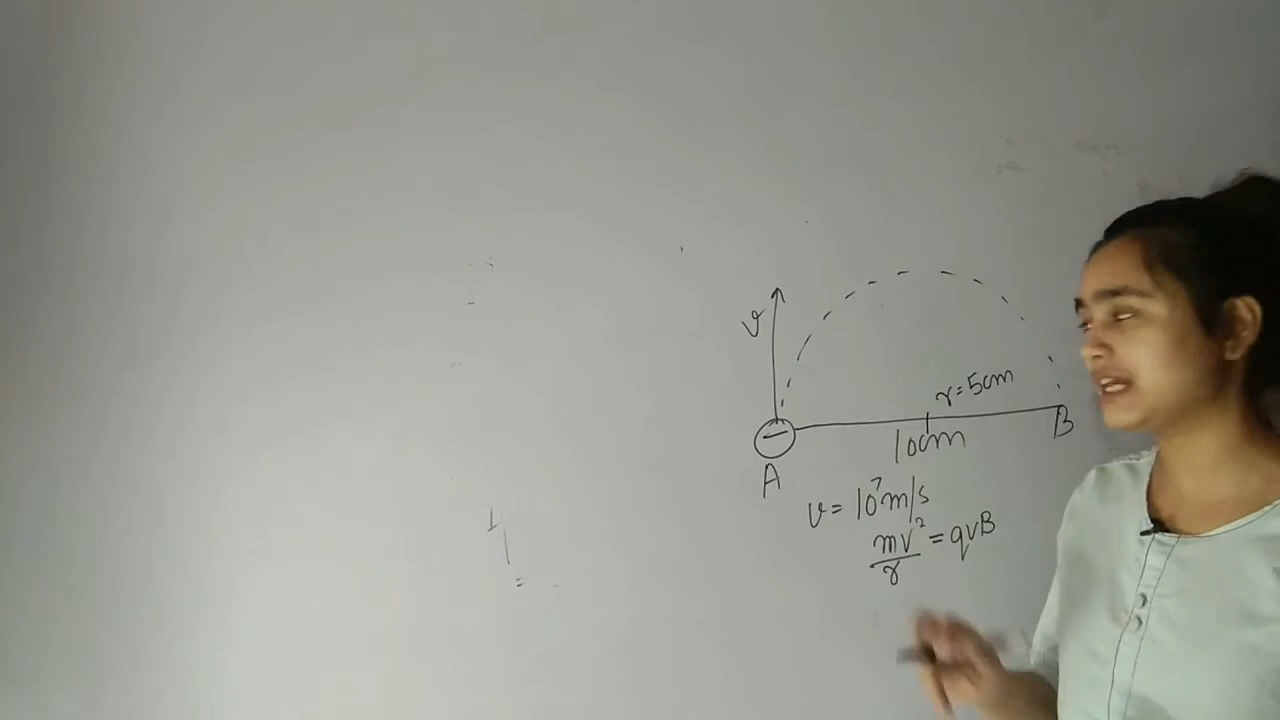 v
r=5cm
10cm
B
A
v = 10⁷ m/s
mv²/r = qvB